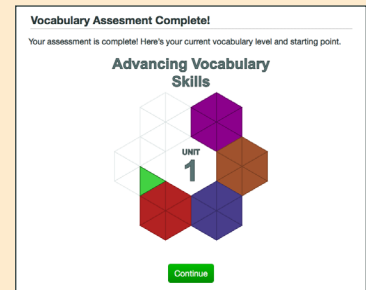 Vocabulary Assesment Complete!
Your assessment is complete! Here's your current vocabulary level and starting point.
Advancing Vocabulary
Skills
UNIT
1
Continue